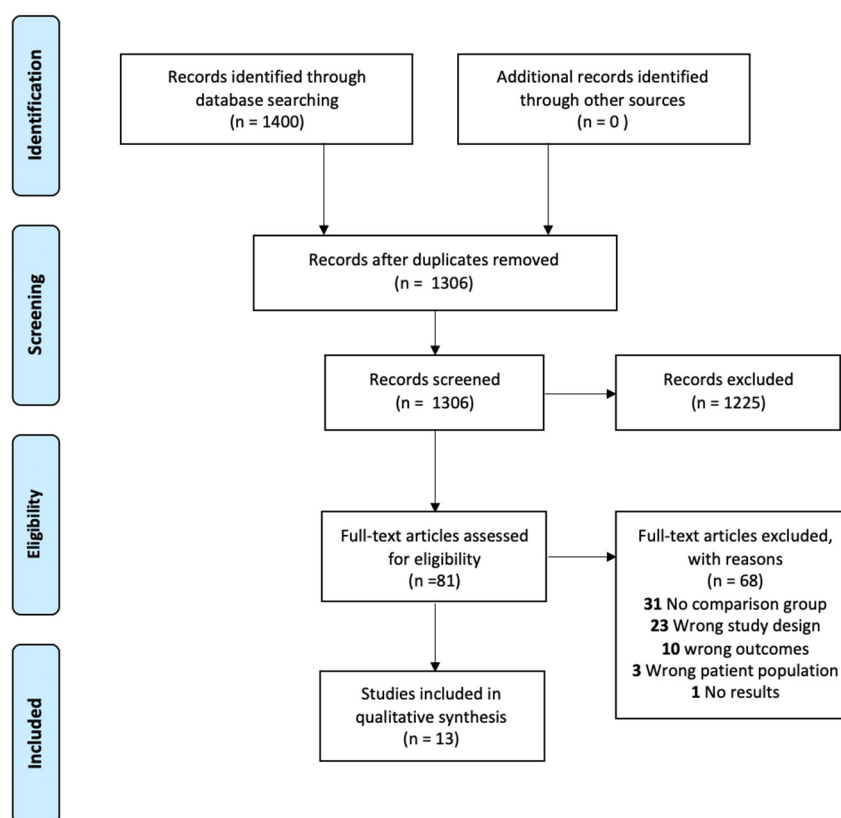 Identification
Records identified through
database searching
(n = 1400)
Additional records identified
through other sources
(n = 0 )
Screening
Records after duplicates removed
(n = 1306)
Records screened
(n = 1306)
Records excluded
(n = 1225)
Eligibility
Full-text articles assessed
for eligibility
(n =81)
Full-text articles excluded,
with reasons
(n = 68)
31 No comparison group
23 Wrong study design
10 wrong outcomes
3 Wrong patient population
1 No results
Included
Studies included in
qualitative synthesis
(n = 13)